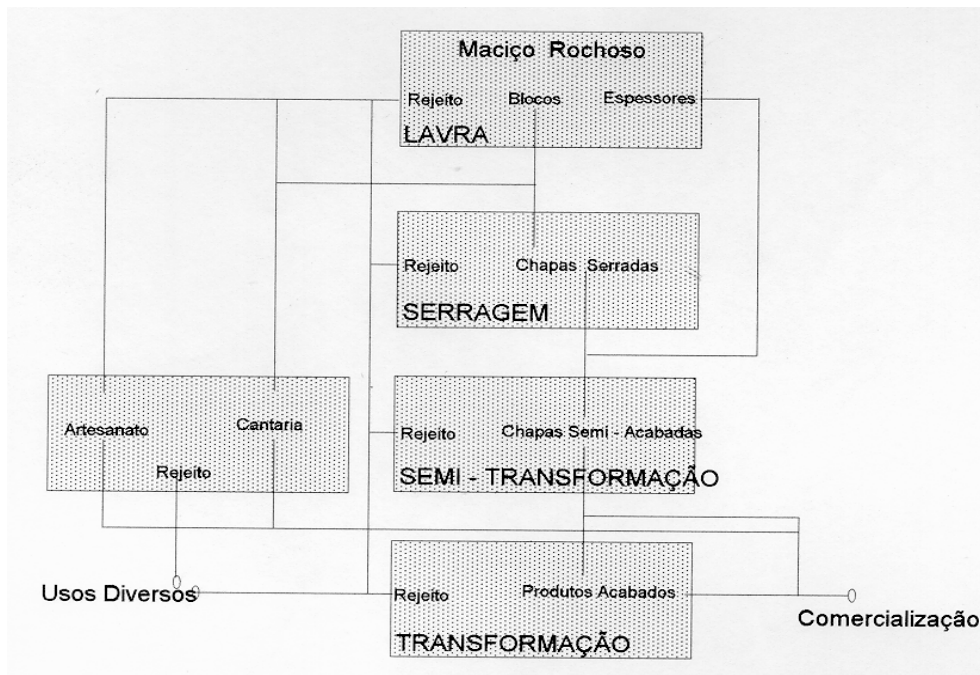 Maciço Rochoso
Rejeito Blocos Espessores
LAVRA
Rejeito Chapas Serradas
SERRAGEM
Artesanato Cantaria
Rejeito
Rejeito Chapas Semi - Acabadas
SEMI - TRANSFORMAÇÃO
Usos Diversos
Rejeito Produtos Acabados
TRANSFORMAÇÃO
Comercialização